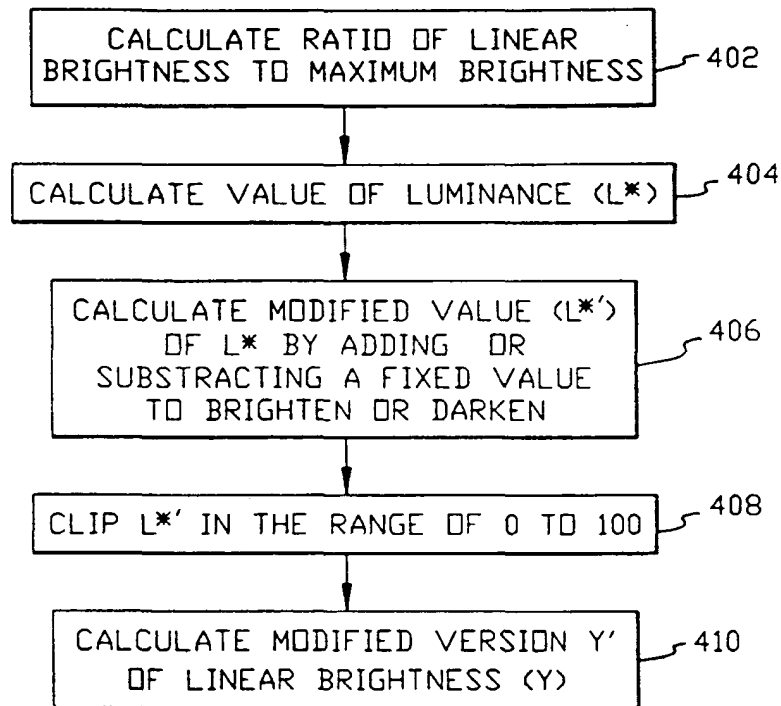 CALCULATE RATIO OF LINEAR
BRIGHTNESS TO MAXIMUM BRIGHTNESS
402
CALCULATE VALUE OF LUMINANCE (L*)
404
CALCULATE MODIFIED VALUE (L*')
OF L* BY ADDING OR
SUBSTRACTING A FIXED VALUE
TO BRIGHTEN OR DARKEN
406
CLIP L*' IN THE RANGE OF 0 TO 100
408
CALCULATE MODIFIED VERSION Y'
OF LINEAR BRIGHTNESS (Y)
410